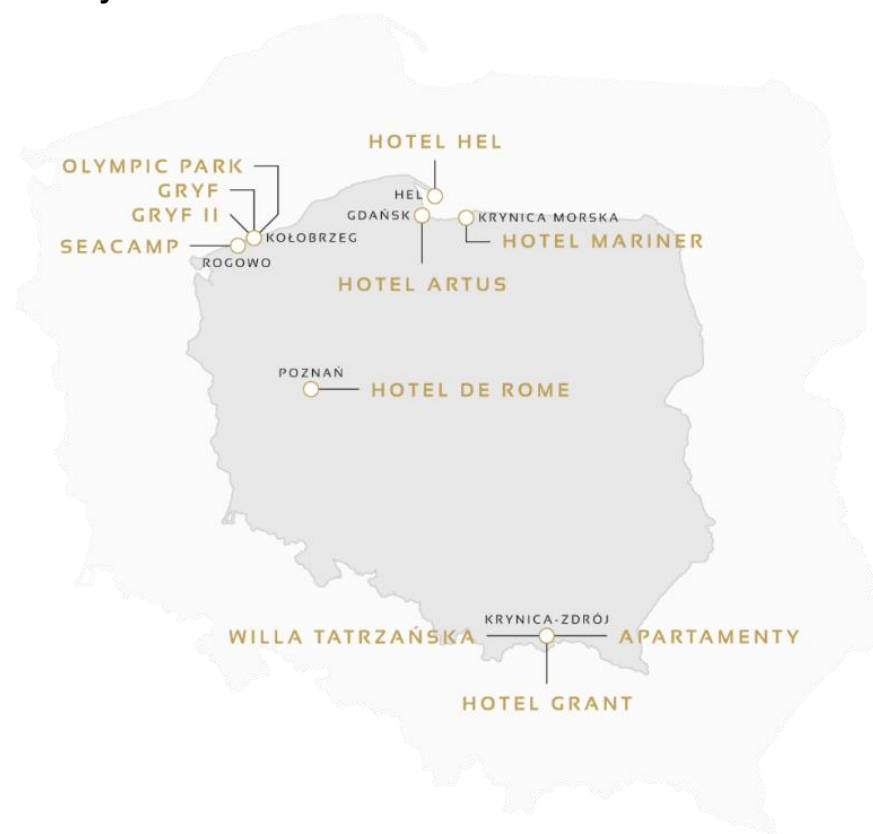 HOTEL HEL
OLYMPIC PARK
GRYF
GRYF II
SEACAMP
KOŁOBRZEG
ROGOWO
HEL
GDAŃSK
KRYNICA MORSKA
HOTEL MARINER
HOTEL ARTUS
POZNAŃ
HOTEL DE ROME
KRYNICA-ZDRÓJ
WILLA TATRZAŃSKA
APARTAMENTY
HOTEL GRANT